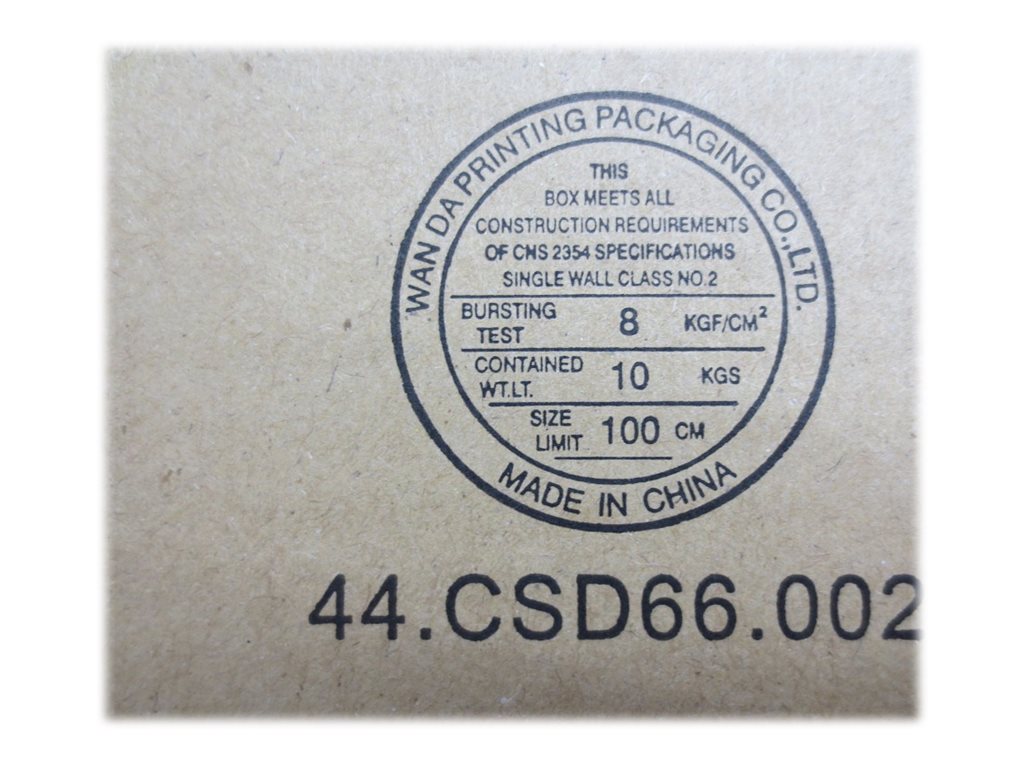 WAN DA PRINTING PACKAGING CO.,LTD.
THIS
BOX MEETS ALL
CONSTRUCTION REQUIREMENTS
OF CNS 2354 SPECIFICATIONS
SINGLE WALL CLASS NO.2
BURSTING TEST 8 KGF/CM²
CONTAINED WT.LT. 10 KGS
SIZE LIMIT 100 CM
MADE IN CHINA
44.CSD66.002